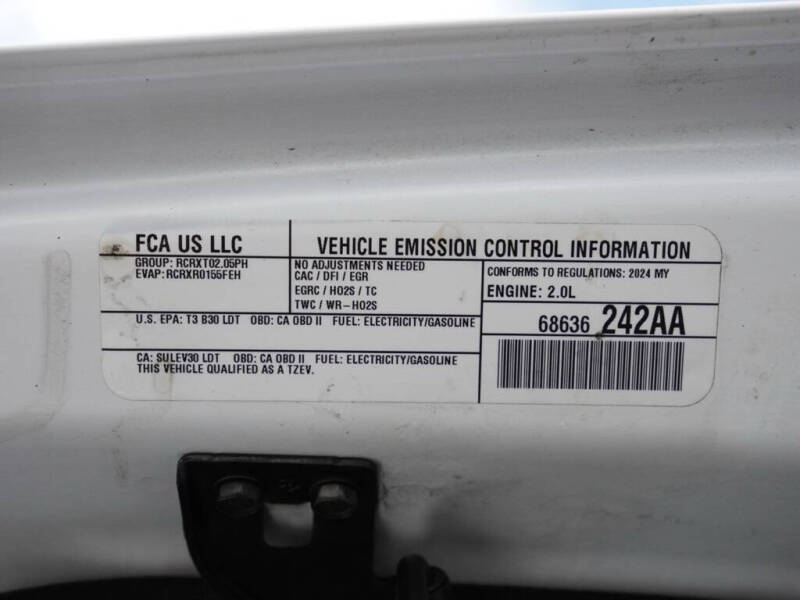 FCA US LLC
GROUP: RCRXT02.05PH
EVAP: RCRXR0155FEH
VEHICLE EMISSION CONTROL INFORMATION
NO ADJUSTMENTS NEEDED
CAC / DFI / EGR
EGRC / HO2S / TC
TWC / WR-HO2S
CONFORMS TO REGULATIONS: 2024 MY
ENGINE: 2.0L
U.S. EPA: T3 B30 LDT OBD: CA OBD II FUEL: ELECTRICITY/GASOLINE
68636 242AA
CA: SULEV30 LDT OBD: CA OBD II FUEL: ELECTRICITY/GASOLINE
THIS VEHICLE QUALIFIED AS A TZEV.